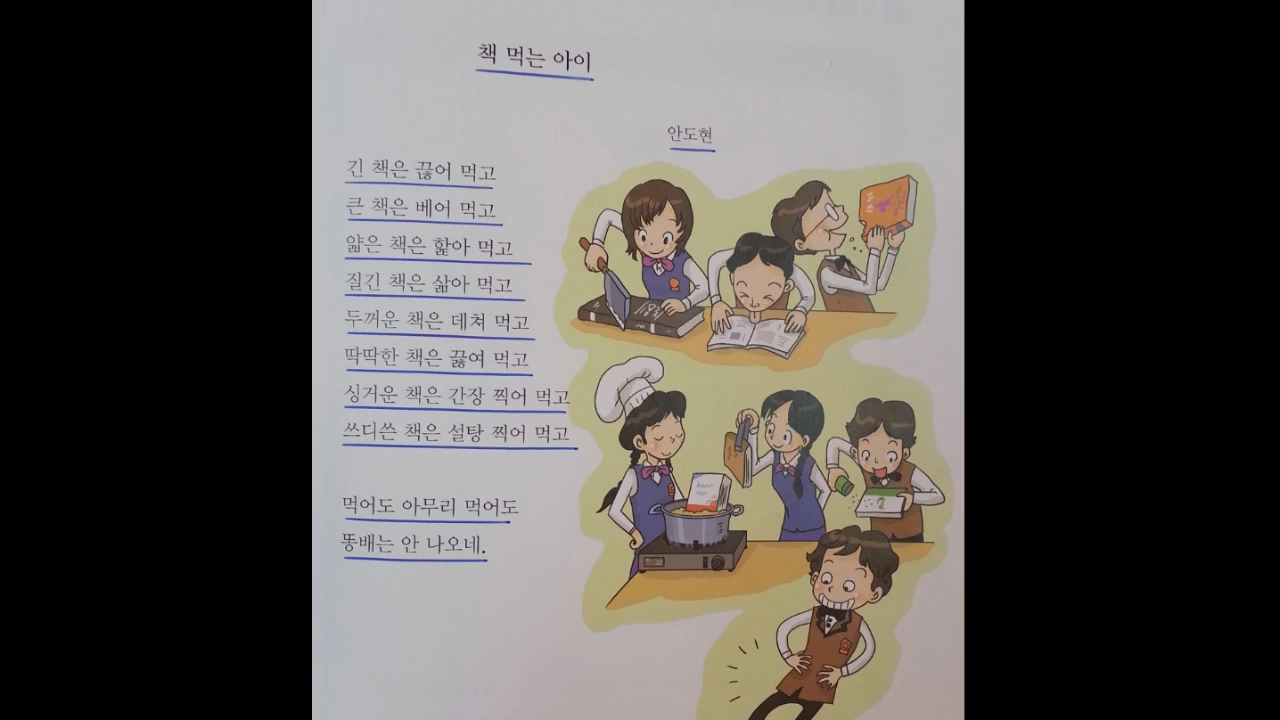 책 먹는 아이
안도현
긴 책은 끊어 먹고
큰 책은 베어 먹고
얇은 책은 핥아 먹고
질긴 책은 삶아 먹고
두꺼운 책은 데쳐 먹고
딱딱한 책은 끓여 먹고
싱거운 책은 간장 찍어 먹고
쓰디쓴 책은 설탕 찍어 먹고
먹어도 아무리 먹어도
똥배는 안 나오네.